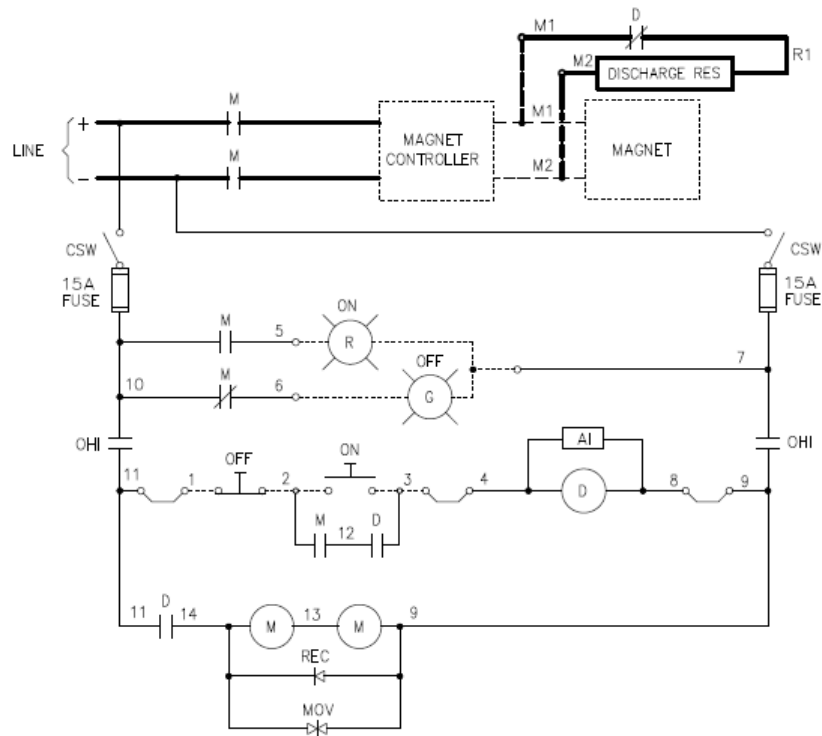 M1
D
M2
DISCHARGE RES
R1
M
M1
LINE
+
MAGNET
CONTROLLER
MAGNET
M
M2
−
CSW
CSW
15A
FUSE
15A
FUSE
ON
M
5
R
7
OFF
M
10
6
G
OHI
OHI
AI
OFF
ON
11
1
2
3
4
D
8
9
M
12
D
D
11
14
M
13
M
9
REC
MOV